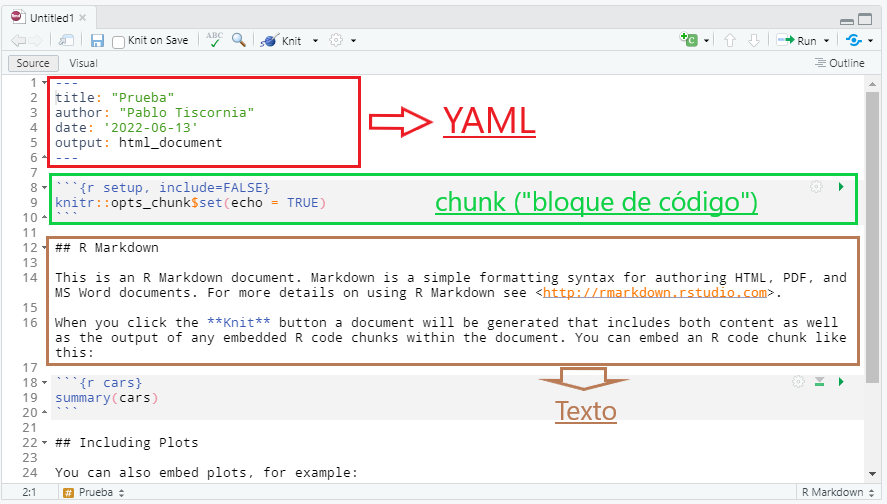 Untitled1
Knit on Save
ABC
Knit
Run
Source Visual
Outline
1 ---
2 title: "Prueba"
3 author: "Pablo Tiscornia"
4 date: '2022-06-13'
5 output: html_document
6 ---
YAML
7
8 ```{r setup, include=FALSE}
9 knitr::opts_chunk$set(echo = TRUE)
10 ```
chunk ("bloque de código")
11
12 ## R Markdown
13
14 This is an R Markdown document. Markdown is a simple formatting syntax for authoring HTML, PDF, and
MS Word documents. For more details on using R Markdown see <http://rmarkdown.rstudio.com>.
15
16 When you click the **Knit** button a document will be generated that includes both content as well
as the output of any embedded R code chunks within the document. You can embed an R code chunk like
this:
17
18 ```{r cars}
19 summary(cars)
20 ```
Texto
21
22 ## Including Plots
23
24 You can also embed plots, for example:
2:1 # Prueba R Markdown